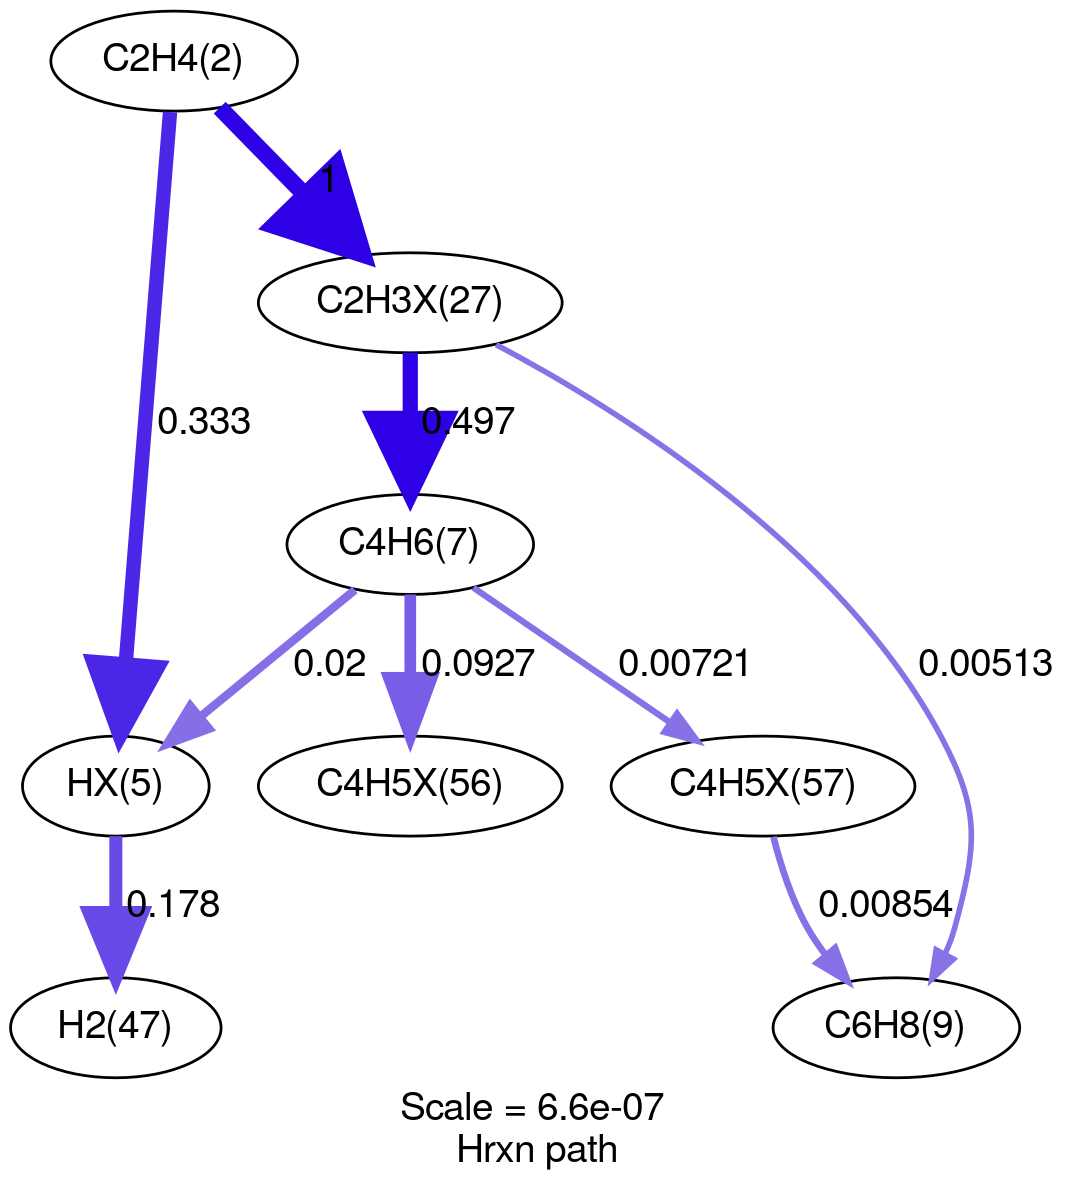 C2H4(2)
1
C2H3X(27)
0.333
0.497
C4H6(7)
0.02
0.0927
0.00721
0.00513
HX(5)
C4H5X(56)
C4H5X(57)
0.178
0.00854
H2(47)
C6H8(9)
Scale = 6.6e-07
Hrxn path